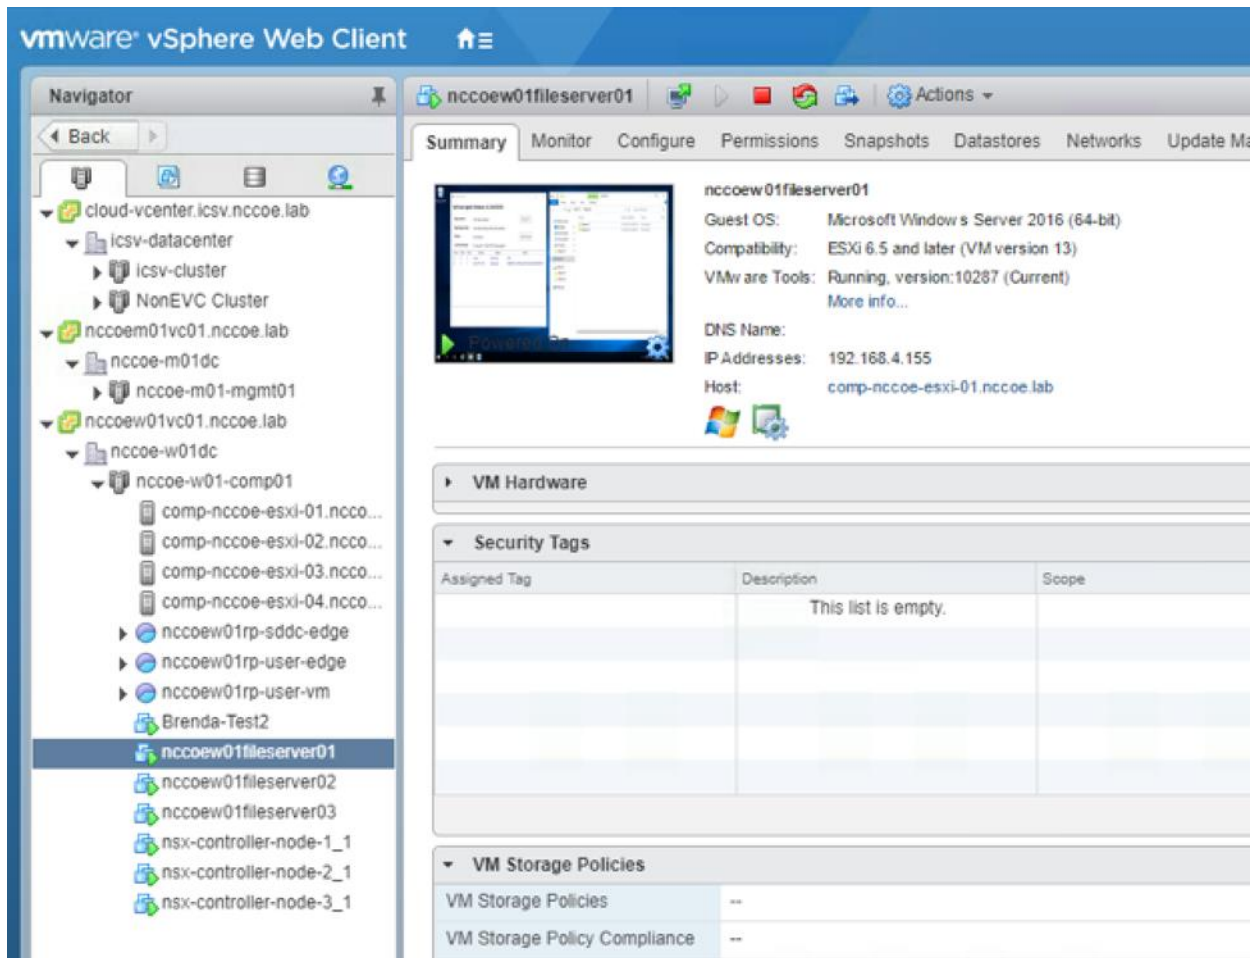 vmware® vSphere Web Client
Navigator
Back
cloud-vcenter.icsv.nccoe.lab
icsv-datacenter
icsv-cluster
NonEVC Cluster
nccoem01vc01.nccoe.lab
nccoe-m01dc
nccoe-m01-mgmt01
nccoew01vc01.nccoe.lab
nccoe-w01dc
nccoe-w01-comp01
comp-nccoe-esxi-01.ncco...
comp-nccoe-esxi-02.ncco...
comp-nccoe-esxi-03.ncco...
comp-nccoe-esxi-04.ncco...
nccoew01rp-sddc-edge
nccoew01rp-user-edge
nccoew01rp-user-vm
Brenda-Test2
nccoew01fileserver01
nccoew01fileserver02
nccoew01fileserver03
nsx-controller-node-1_1
nsx-controller-node-2_1
nsx-controller-node-3_1
nccoew01fileserver01 Actions
Summary Monitor Configure Permissions Snapshots Datastores Networks Update Ma
Powered On
nccoew01fileserver01
Guest OS: Microsoft Windows Server 2016 (64-bit)
Compatibility: ESXi 6.5 and later (VM version 13)
VMware Tools: Running, version:10287 (Current)
More info...
DNS Name:
IP Addresses: 192.168.4.155
Host: comp-nccoe-esxi-01.nccoe.lab
VM Hardware
Security Tags
Assigned Tag Description Scope
This list is empty.
VM Storage Policies
VM Storage Policies --
VM Storage Policy Compliance --